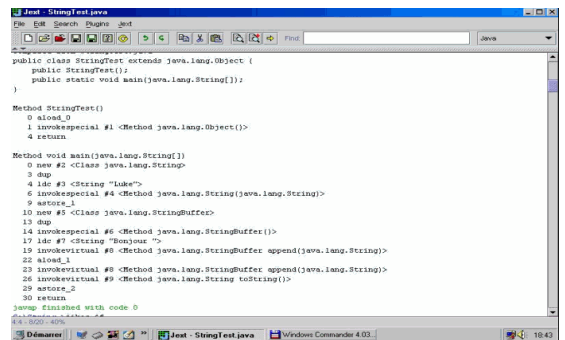 Jext - StringTest.java
File Edit Search Plugins Jext
Find: Java
public class StringTest extends java.lang.Object {
public StringTest();
public static void main(java.lang.String[]);
}
Method StringTest()
0 aload_0
1 invokespecial #1 <Method java.lang.Object()>
4 return
Method void main(java.lang.String[])
0 new #2 <Class java.lang.String>
3 dup
4 ldc #3 <String "Luke">
6 invokespecial #4 <Method java.lang.String(java.lang.String)>
9 astore_1
10 new #5 <Class java.lang.StringBuffer>
13 dup
14 invokespecial #6 <Method java.lang.StringBuffer()>
17 ldc #7 <String "Bonjour ">
19 invokevirtual #8 <Method java.lang.StringBuffer append(java.lang.String)>
22 aload_1
23 invokevirtual #8 <Method java.lang.StringBuffer append(java.lang.String)>
26 invokevirtual #9 <Method java.lang.String toString()>
29 astore_2
30 return
javap finished with code 0
4:4 - 8/20 - 40%
Démarrer Jext - StringTest.java Windows Commander 4.03... 18:43